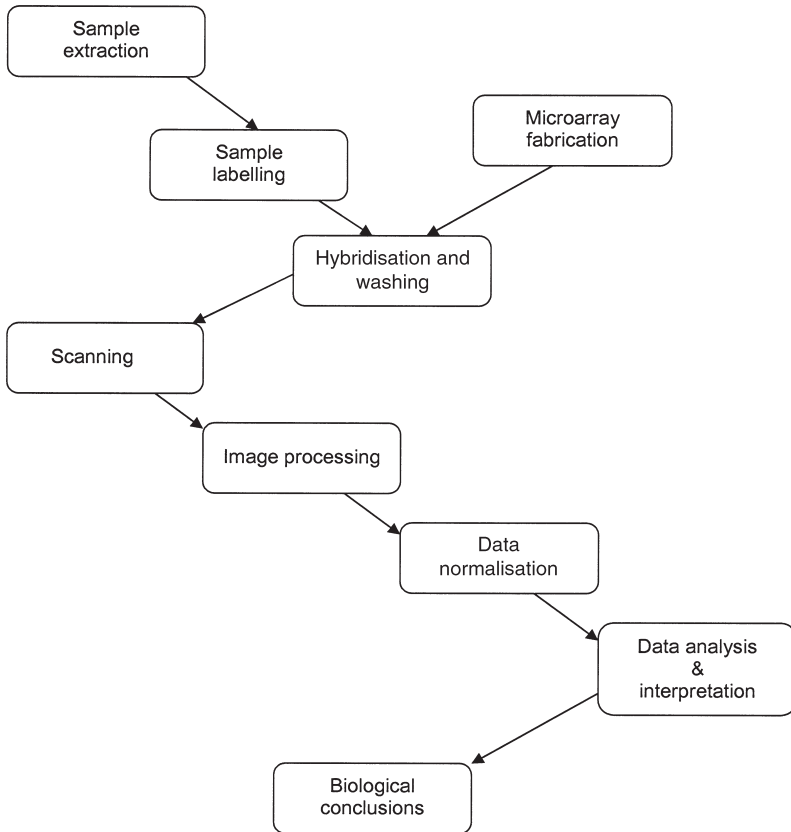 Sample
extraction
Sample
labelling
Microarray
fabrication
Hybridisation and
washing
Scanning
Image processing
Data
normalisation
Data analysis
&
interpretation
Biological
conclusions